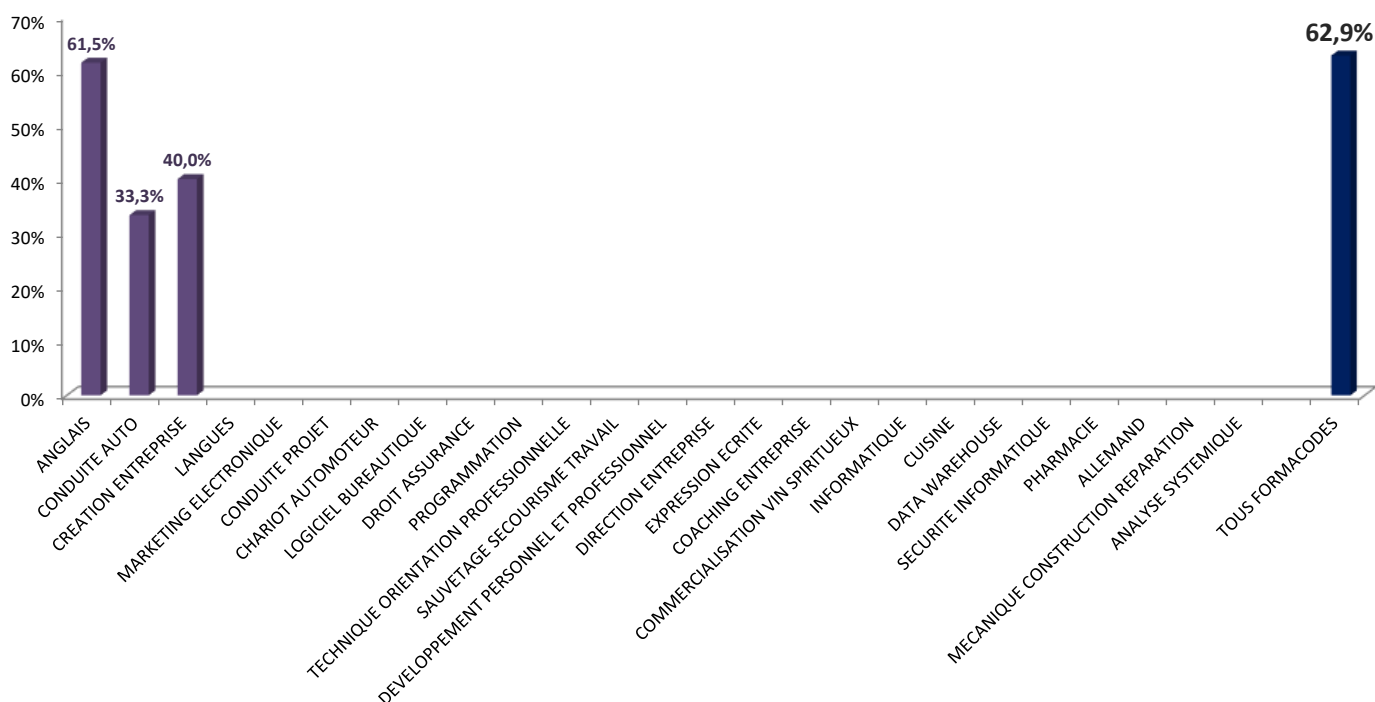 70%
60%
50%
40%
30%
20%
10%
0%
61,5%
33,3%
40,0%
62,9%
ANGLAIS
CONDUITE AUTO
CREATION ENTREPRISE
LANGUES
MARKETING ELECTRONIQUE
CONDUITE PROJET
CHARIOT AUTOMOTEUR
LOGICIEL BUREAUTIQUE
DROIT ASSURANCE
PROGRAMMATION
TECHNIQUE ORIENTATION PROFESSIONNELLE
SAUVETAGE SECOURISME TRAVAIL
DEVELOPPEMENT PERSONNEL ET PROFESSIONNEL
DIRECTION ENTREPRISE
EXPRESSION ECRITE
COACHING ENTREPRISE
COMMERCIALISATION VIN SPIRITUEUX
INFORMATIQUE
CUISINE
DATA WAREHOUSE
SECURITE INFORMATIQUE
PHARMACIE
ALLEMAND
MECANIQUE CONSTRUCTION REPARATION
ANALYSE SYSTEMIQUE
TOUS FORMACODES